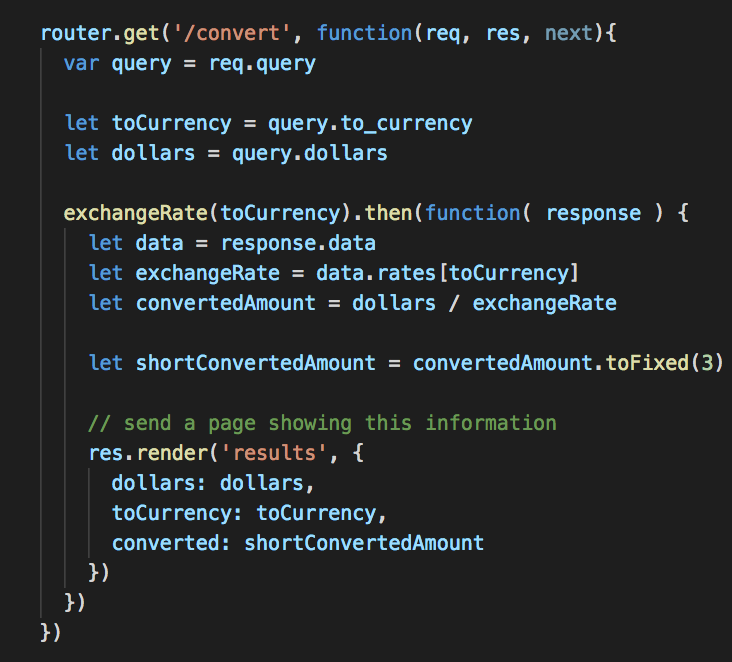 router.get('/convert', function(req, res, next){
var query = req.query
let toCurrency = query.to_currency
let dollars = query.dollars
exchangeRate(toCurrency).then(function( response ) {
let data = response.data
let exchangeRate = data.rates[toCurrency]
let convertedAmount = dollars / exchangeRate
let shortConvertedAmount = convertedAmount.toFixed(3)
// send a page showing this information
res.render('results', {
dollars: dollars,
toCurrency: toCurrency,
converted: shortConvertedAmount
})
})
})